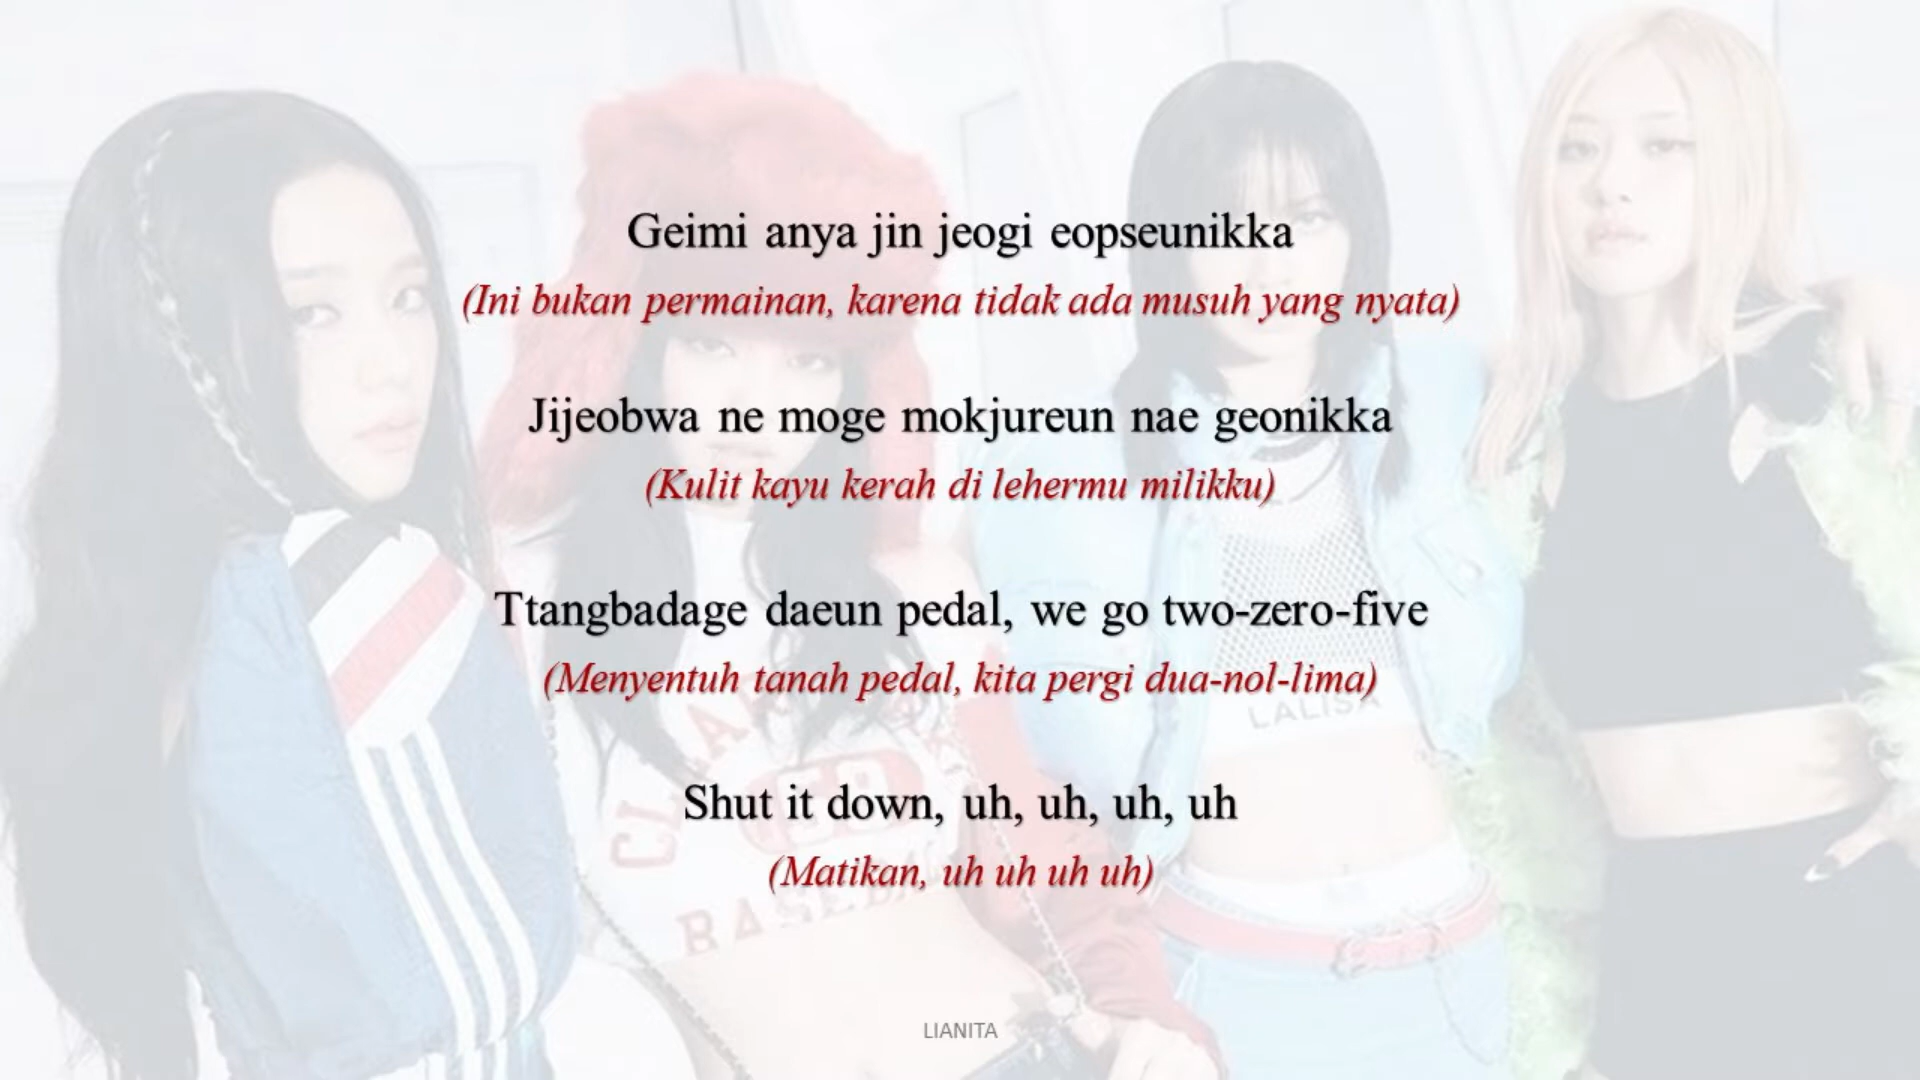 Geimi anya jin jeogi eopseunikka
(Ini bukan permainan, karena tidak ada musuh yang nyata)
Jijeobwa ne moge mokjureun nae geonikka
(Kulit kayu kerah di lehermu milikku)
Ttangbadage daeun pedal, we go two-zero-five
(Menyentuh tanah pedal, kita pergi dua-nol-lima)
LALISA
Shut it down, uh, uh, uh, uh
(Matikan, uh uh uh uh)
LIANITA